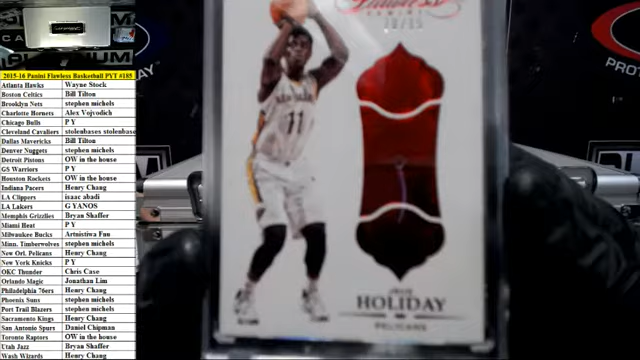 2015-16 Panini Flawless Basketball PYT #185
Atlanta Hawks Wayne Stock
Boston Celtics Bill Tilton
Brooklyn Nets stephen michels
Charlotte Hornets Alex Vojvodich
Chicago Bulls P Y
Cleveland Cavaliers stolenbases stolenbase
Dallas Mavericks Bill Tilton
Denver Nuggets stephen michels
Detroit Pistons OW in the house
GS Warriors P Y
Houston Rockets OW in the house
Indiana Pacers Henry Chang
LA Clippers isaac abadi
LA Lakers G YANOS
Memphis Grizzlies Bryan Shaffer
Miami Heat P Y
Milwaukee Bucks
Minn. Timberwolves stephen michels
New Orl. Pelicans Henry Chang
New York Knicks P Y
OKC Thunder Chris Case
Orlando Magic Jonathan Lim
Philadelphia 76ers Henry Chang
Phoenix Suns stephen michels
Port Trail Blazers stephen michels
Sacramento Kings Henry Chang
San Antonio Spurs Daniel Chipman
Toronto Raptors OW in the house
Utah Jazz Bryan Shaffer
Wash Wizards Henry Chang
Flawless
PANINI
11
JRUE
HOLIDAY
PELICANS